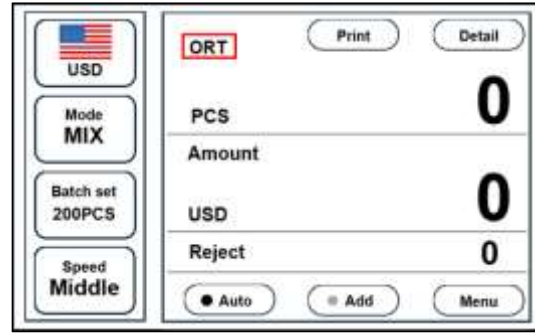 USD
Mode
MIX
Batch set
200PCS
Speed
Middle
ORT
Print
Detail
PCS
0
Amount
USD
0
Reject
0
Auto
Add
Menu